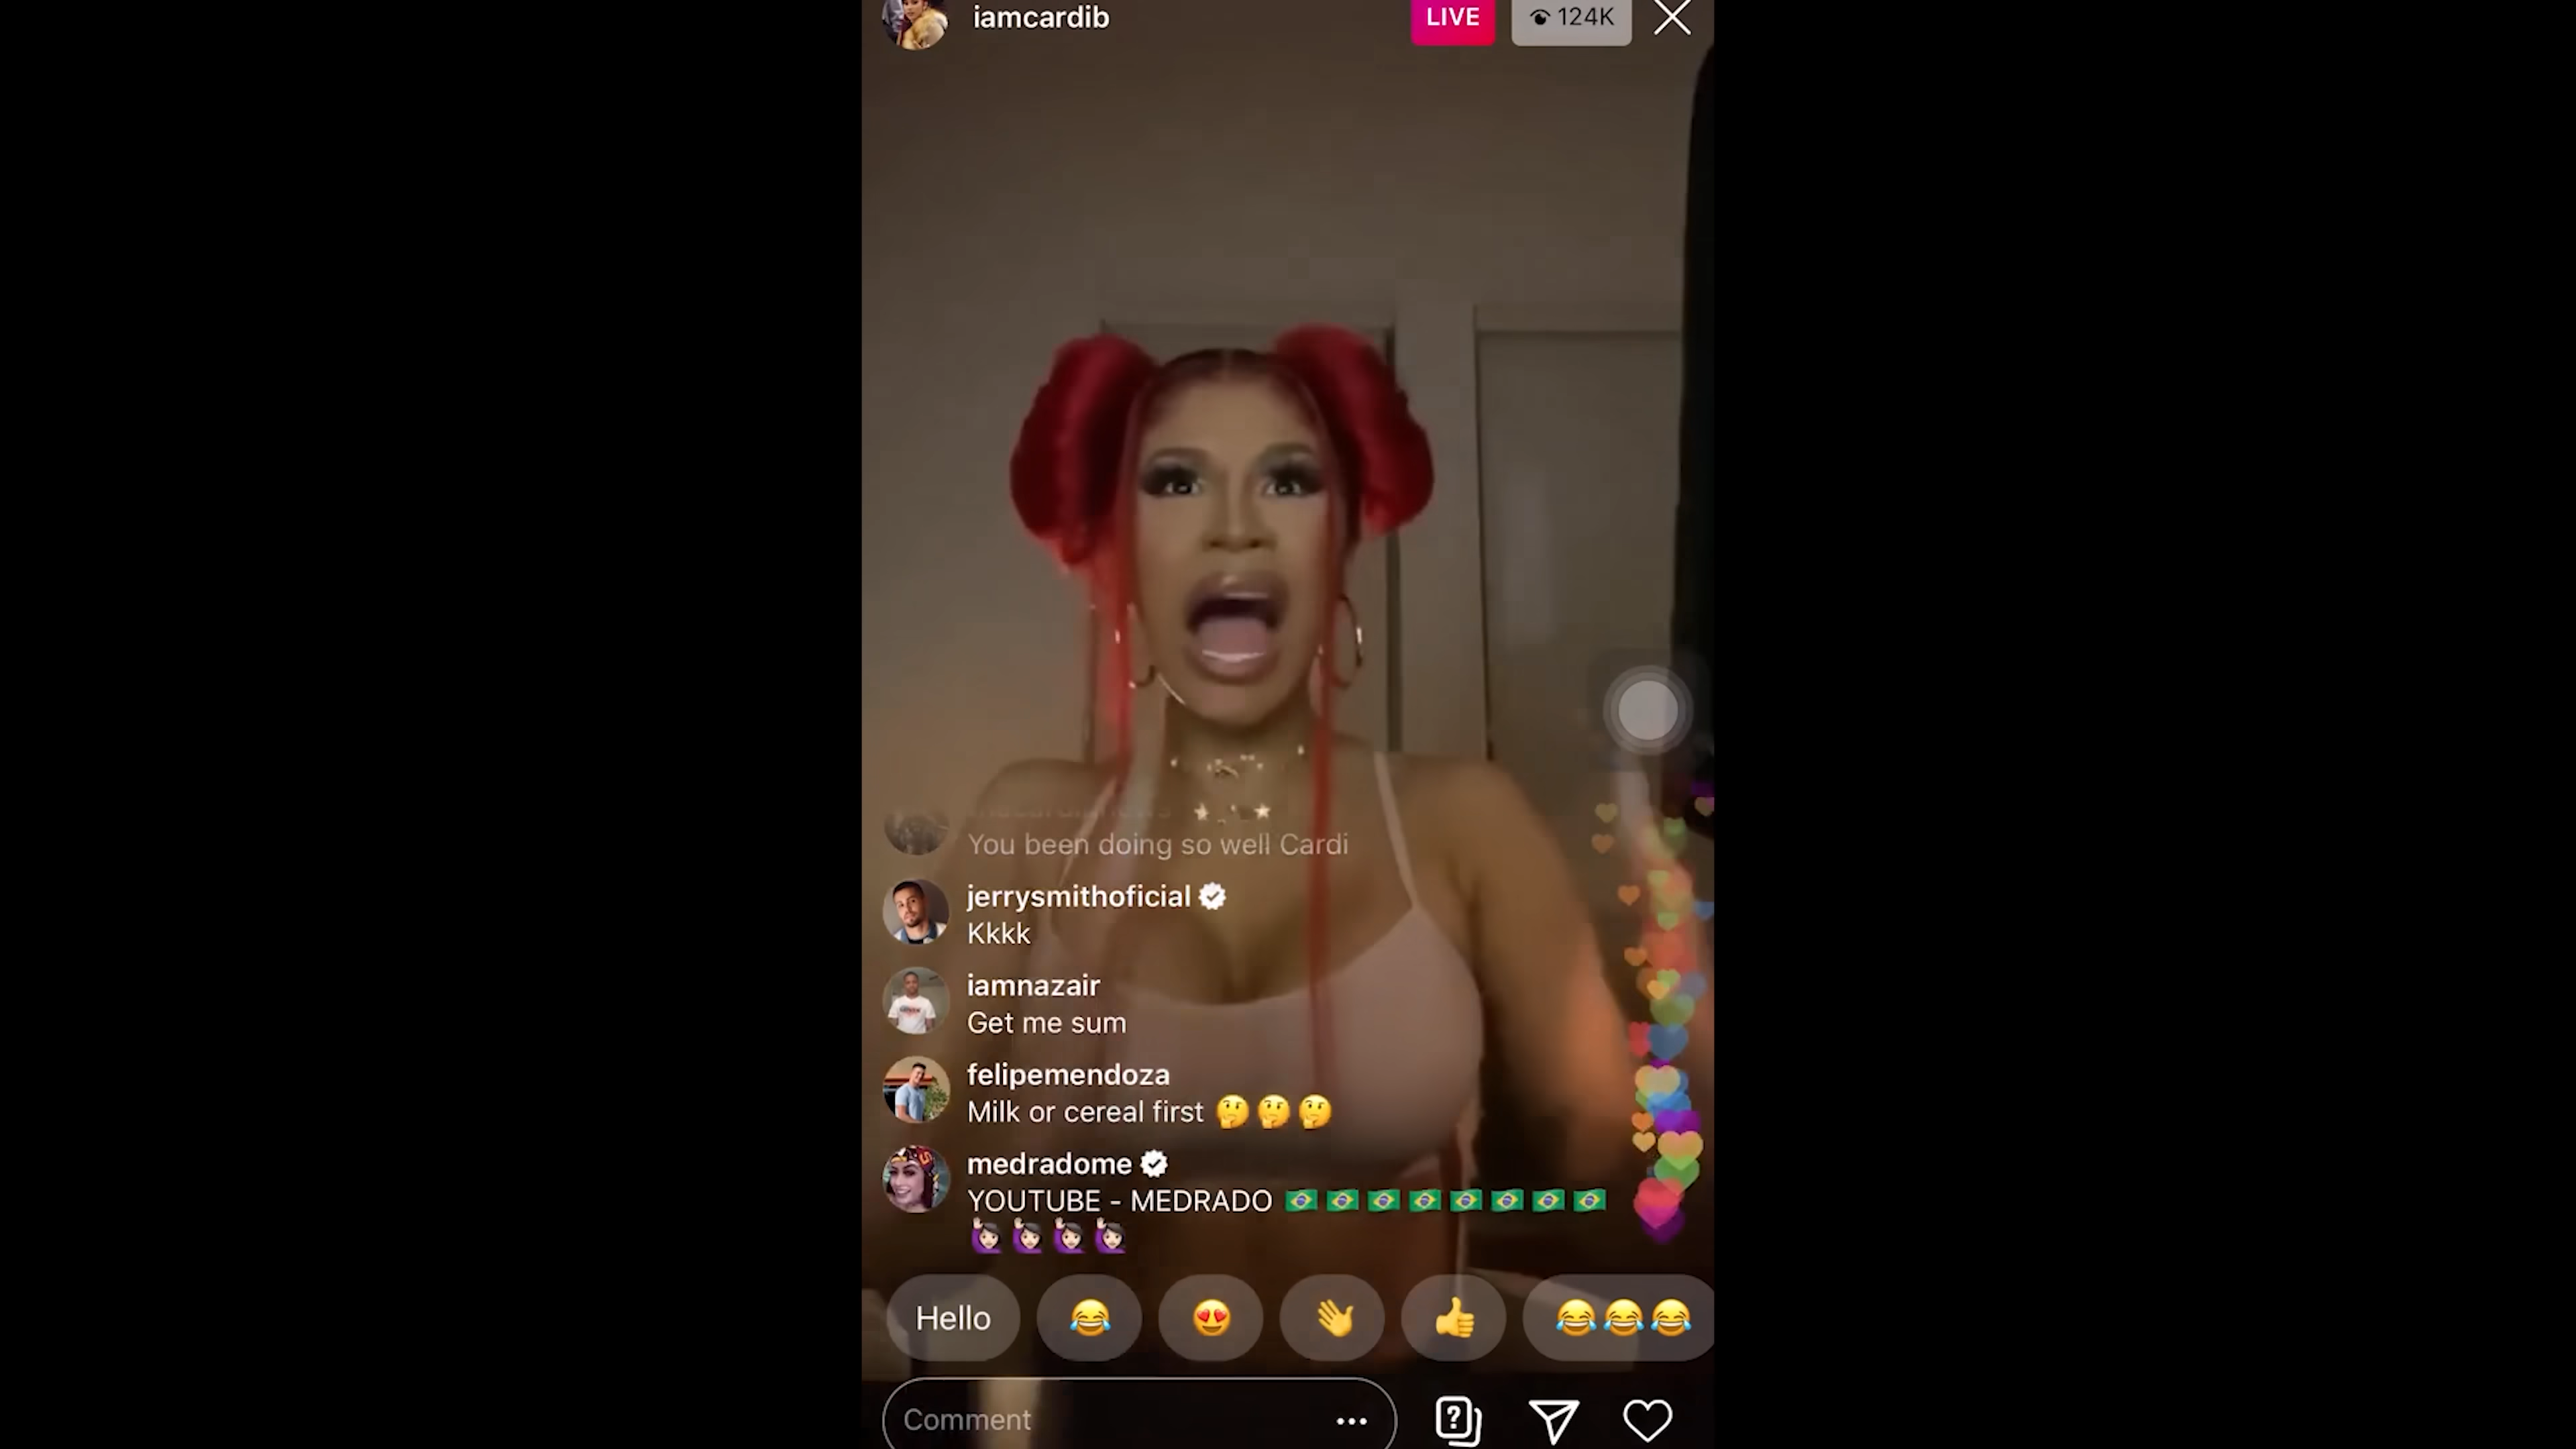 iamcardib
LIVE
124K
You been doing so well Cardi
jerrysmithoficial
Kkkk
iamnazair
Get me sum
felipemendoza
Milk or cereal first 🤔🤔🤔
medradome
YOUTUBE - MEDRADO 🇧🇷🇧🇷🇧🇷🇧🇷🇧🇷🇧🇷🇧🇷🇧🇷
🙋🏻‍♀️🙋🏻‍♀️🙋🏻‍♀️🙋🏻‍♀️
Hello 😂 😍 👋 👍 😂😂😂
Comment